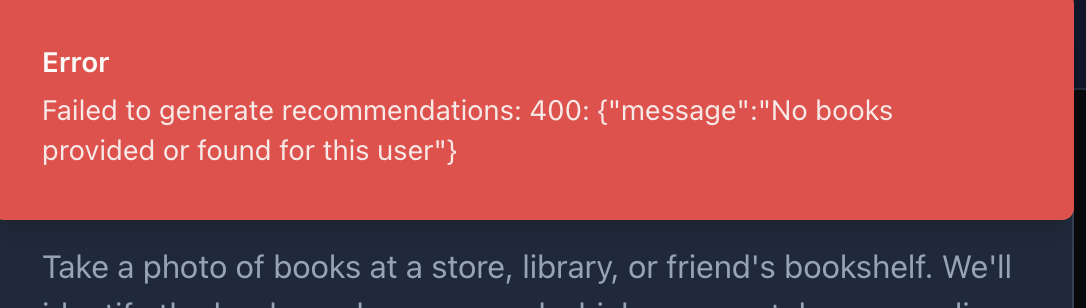 Error
Failed to generate recommendations: 400: {"message":"No books
provided or found for this user"}
Take a photo of books at a store, library, or friend's bookshelf. We'll